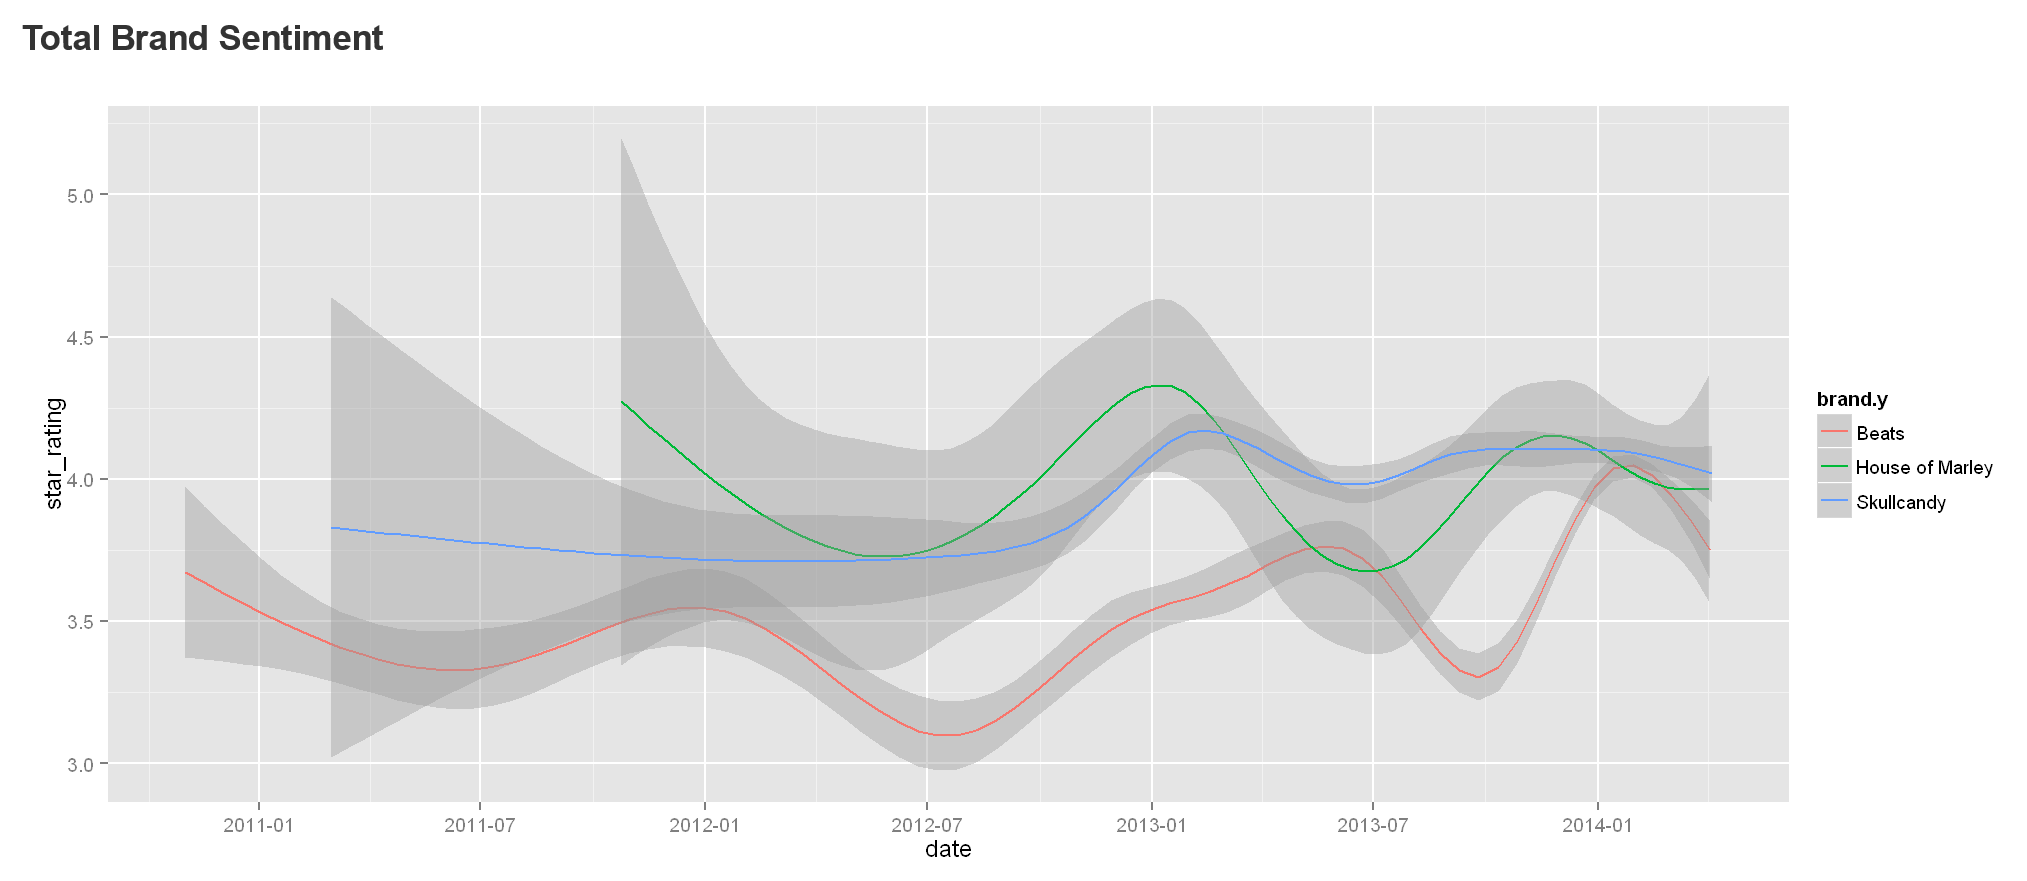 Total Brand Sentiment
5.0
4.5
4.0
3.5
3.0
star_rating
2011-01 2011-07 2012-01 2012-07 2013-01 2013-07 2014-01
date
brand.y
Beats
House of Marley
Skullcandy